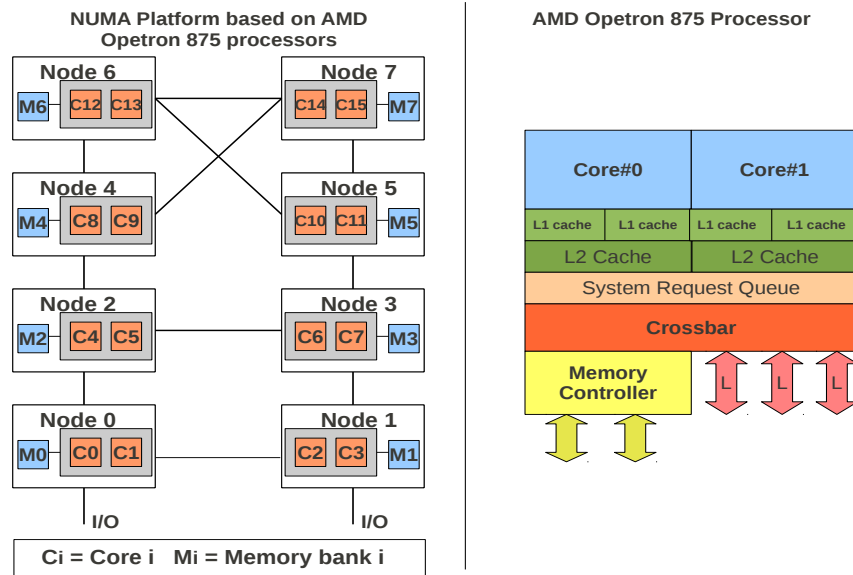 NUMA Platform based on AMD
Opetron 875 processors
Node 6
M6 C12 C13
Node 7
C14 C15 M7
Node 4
M4 C8 C9
Node 5
C10 C11 M5
Node 2
M2 C4 C5
Node 3
C6 C7 M3
Node 0
M0 C0 C1
Node 1
C2 C3 M1
I/O
I/O
Ci = Core i Mi = Memory bank i
AMD Opetron 875 Processor
Core#0 Core#1
L1 cache L1 cache L1 cache L1 cache
L2 Cache L2 Cache
System Request Queue
Crossbar
Memory
Controller
L L L